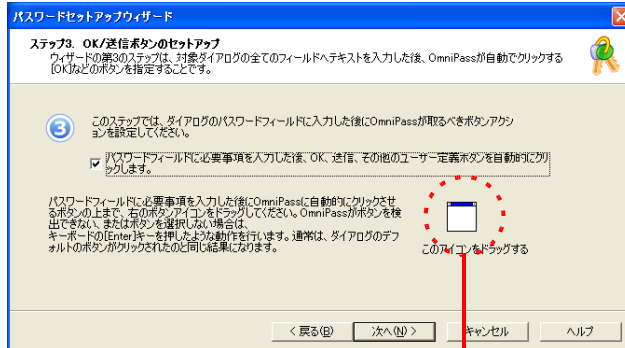 パスワードセットアップウィザード
ステップ3. OK/送信ボタンのセットアップ
ウィザードの第3のステップは、対象ダイアログの全てのフィールドへテキストを入力した後、OmniPassが自動でクリックする
[OK]などのボタンを指定することです。
3
このステップでは、ダイアログのパスワードフィールドに入力した後にOmniPassが取るべきボタンアクシ
ョンを設定してください。
パスワードフィールドに必要事項を入力した後、OK、送信、その他のユーザー定義ボタンを自動的にクリ
ックします。
パスワードフィールドに必要事項を入力した後にOmniPassに自動的にクリックさせ
るボタンの上まで、右のボタンアイコンをドラッグしてください。OmniPassがボタンを検
出できない、またはボタンを選択しない場合は、
キーボードの[Enter]キーを押したような動作を行います。通常は、ダイアログのデフ
ォルトのボタンがクリックされたのと同じ結果になります。
このアイコンをドラッグする
< 戻る(B) 次へ(N) > キャンセル ヘルプ